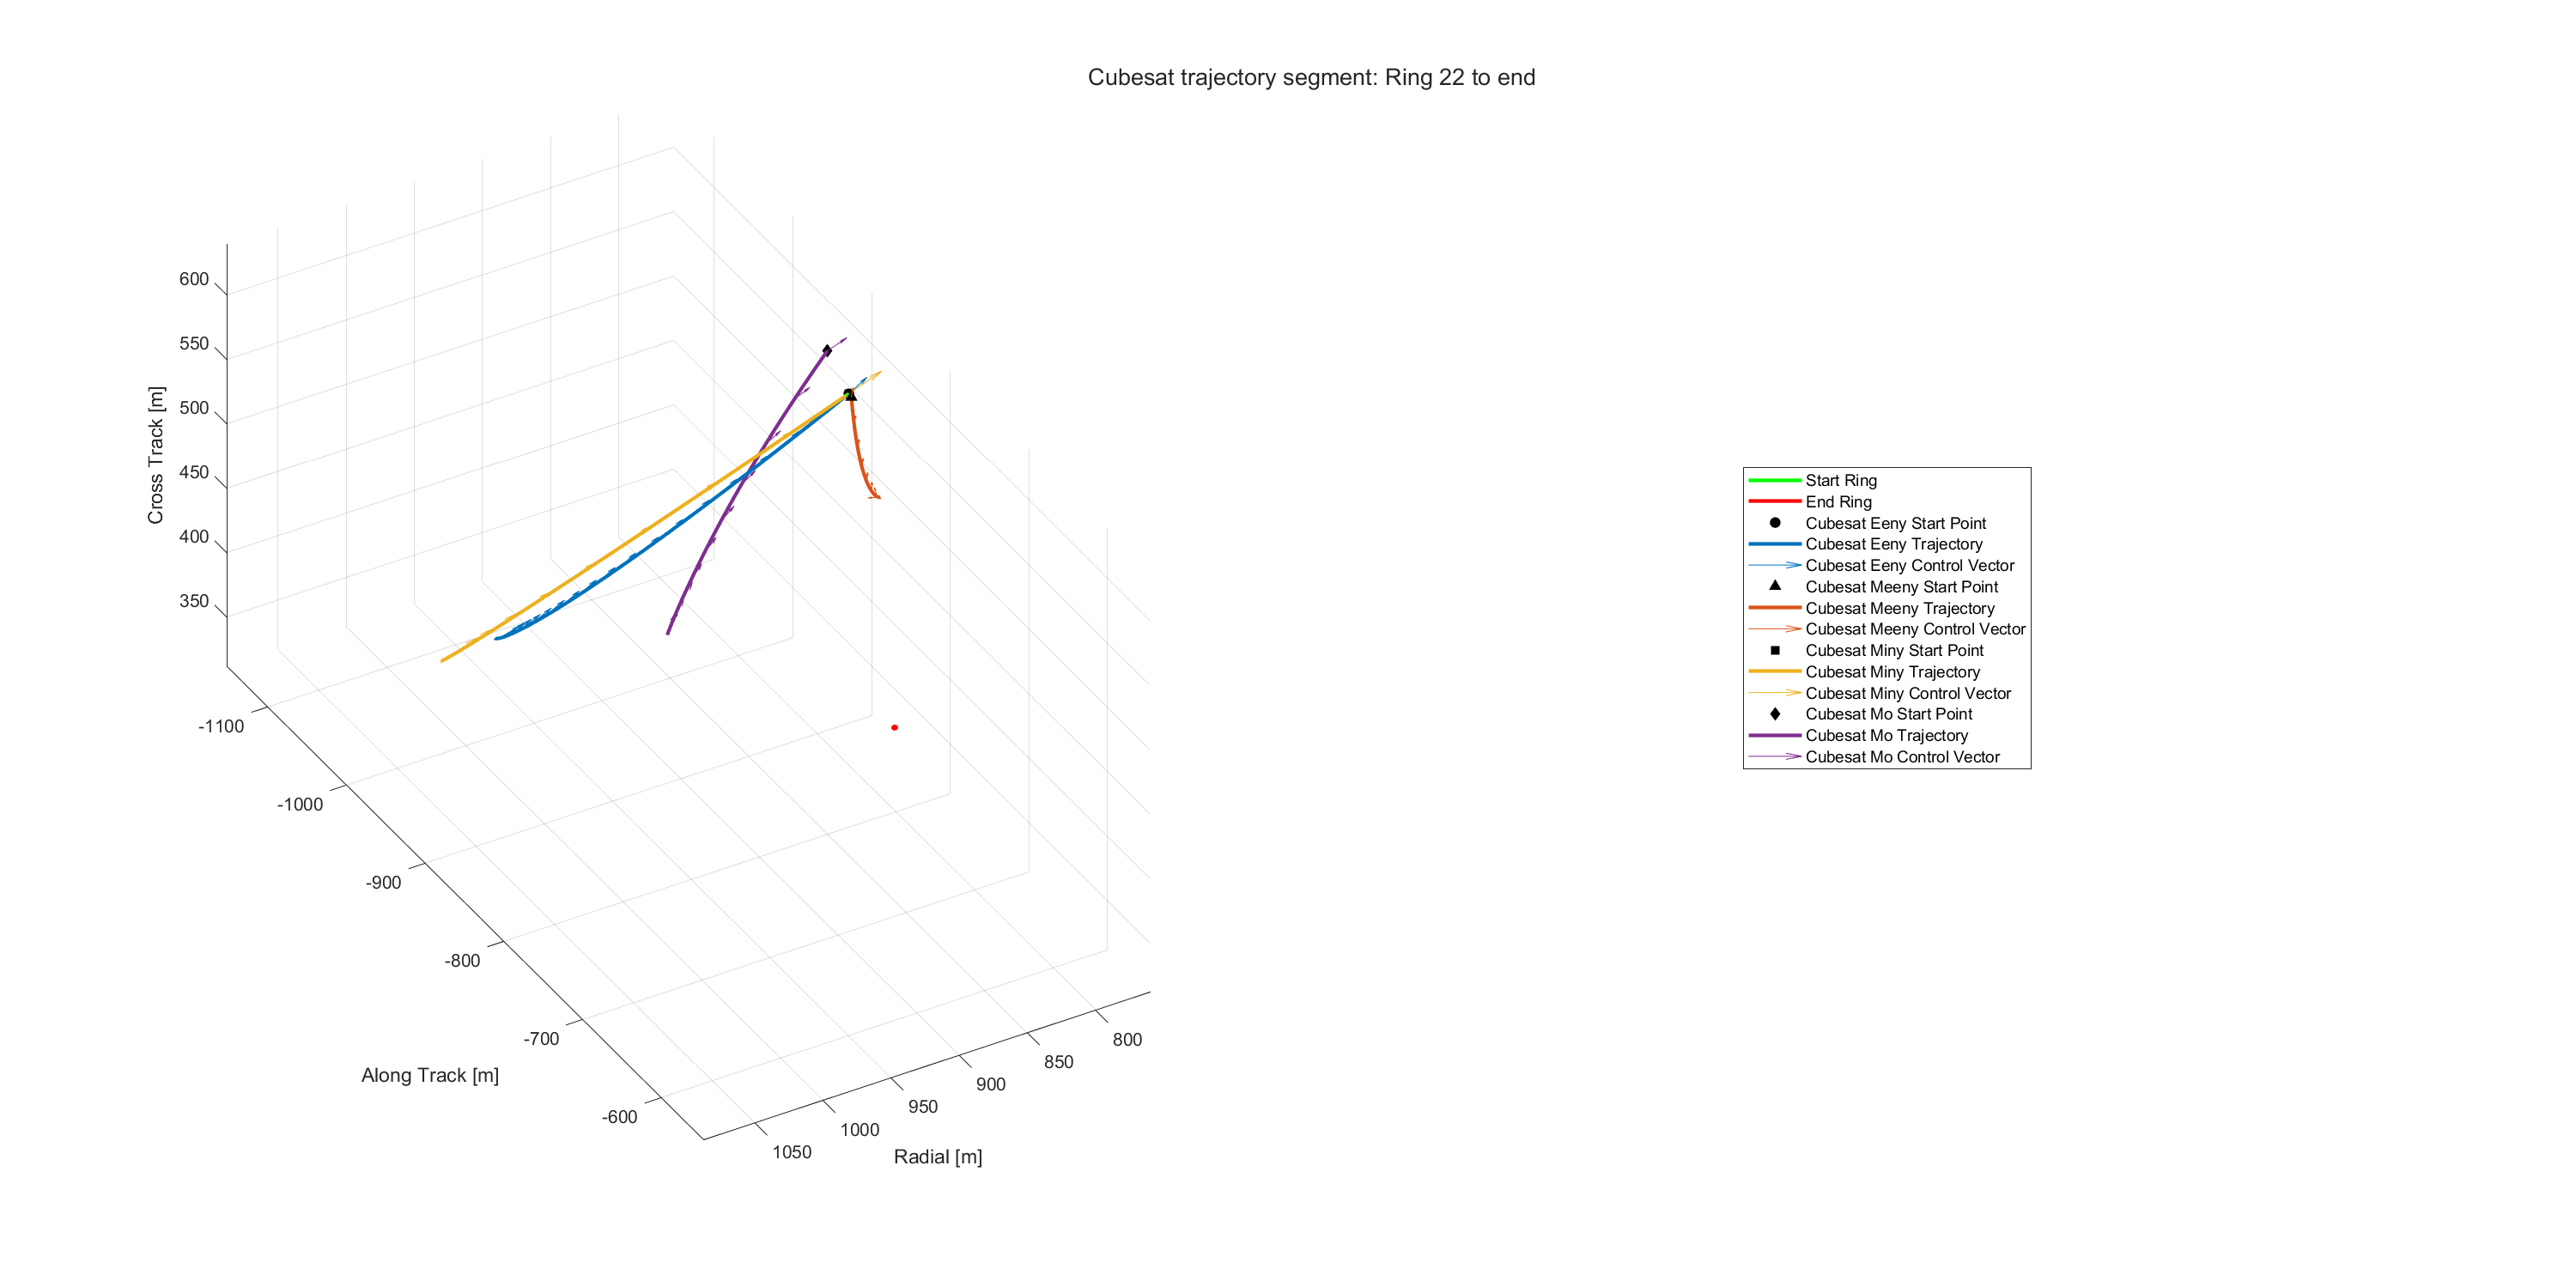 Cubesat trajectory segment: Ring 22 to end
600
550
500
450
400
350
Cross Track [m]
-1100
-1000
-900
-800
-700
-600
Along Track [m]
1050
1000
950
900
850
800
Radial [m]
Start Ring
End Ring
Cubesat Eeny Start Point
Cubesat Eeny Trajectory
Cubesat Eeny Control Vector
Cubesat Meeny Start Point
Cubesat Meeny Trajectory
Cubesat Meeny Control Vector
Cubesat Miny Start Point
Cubesat Miny Trajectory
Cubesat Miny Control Vector
Cubesat Mo Start Point
Cubesat Mo Trajectory
Cubesat Mo Control Vector